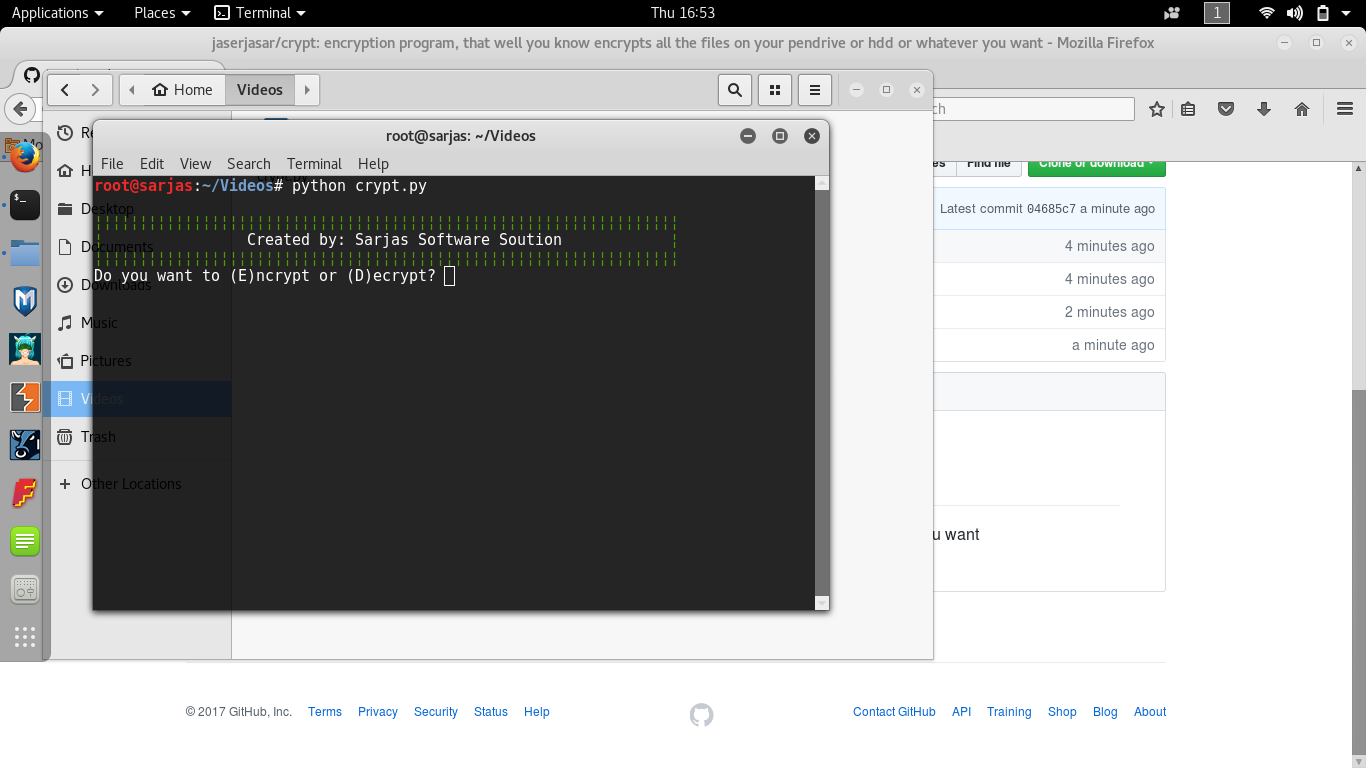 Applications Places Terminal Thu 16:53 1
jaserjasar/crypt: encryption program, that well you know encrypts all the files on your pendrive or hdd or whatever you want - Mozilla Firefox
Home Videos
ch
root@sarjas: ~/Videos
File Edit View Search Terminal Help
root@sarjas:~/Videos# python crypt.py
Created by: Sarjas Software Soution
Do you want to (E)ncrypt or (D)ecrypt?
Desktop
Documents
Downloads
Music
Pictures
Videos
Trash
Other Locations
Find file Clone or download
Latest commit 04685c7 a minute ago
4 minutes ago
4 minutes ago
2 minutes ago
a minute ago
u want
© 2017 GitHub, Inc. Terms Privacy Security Status Help Contact GitHub API Training Shop Blog About